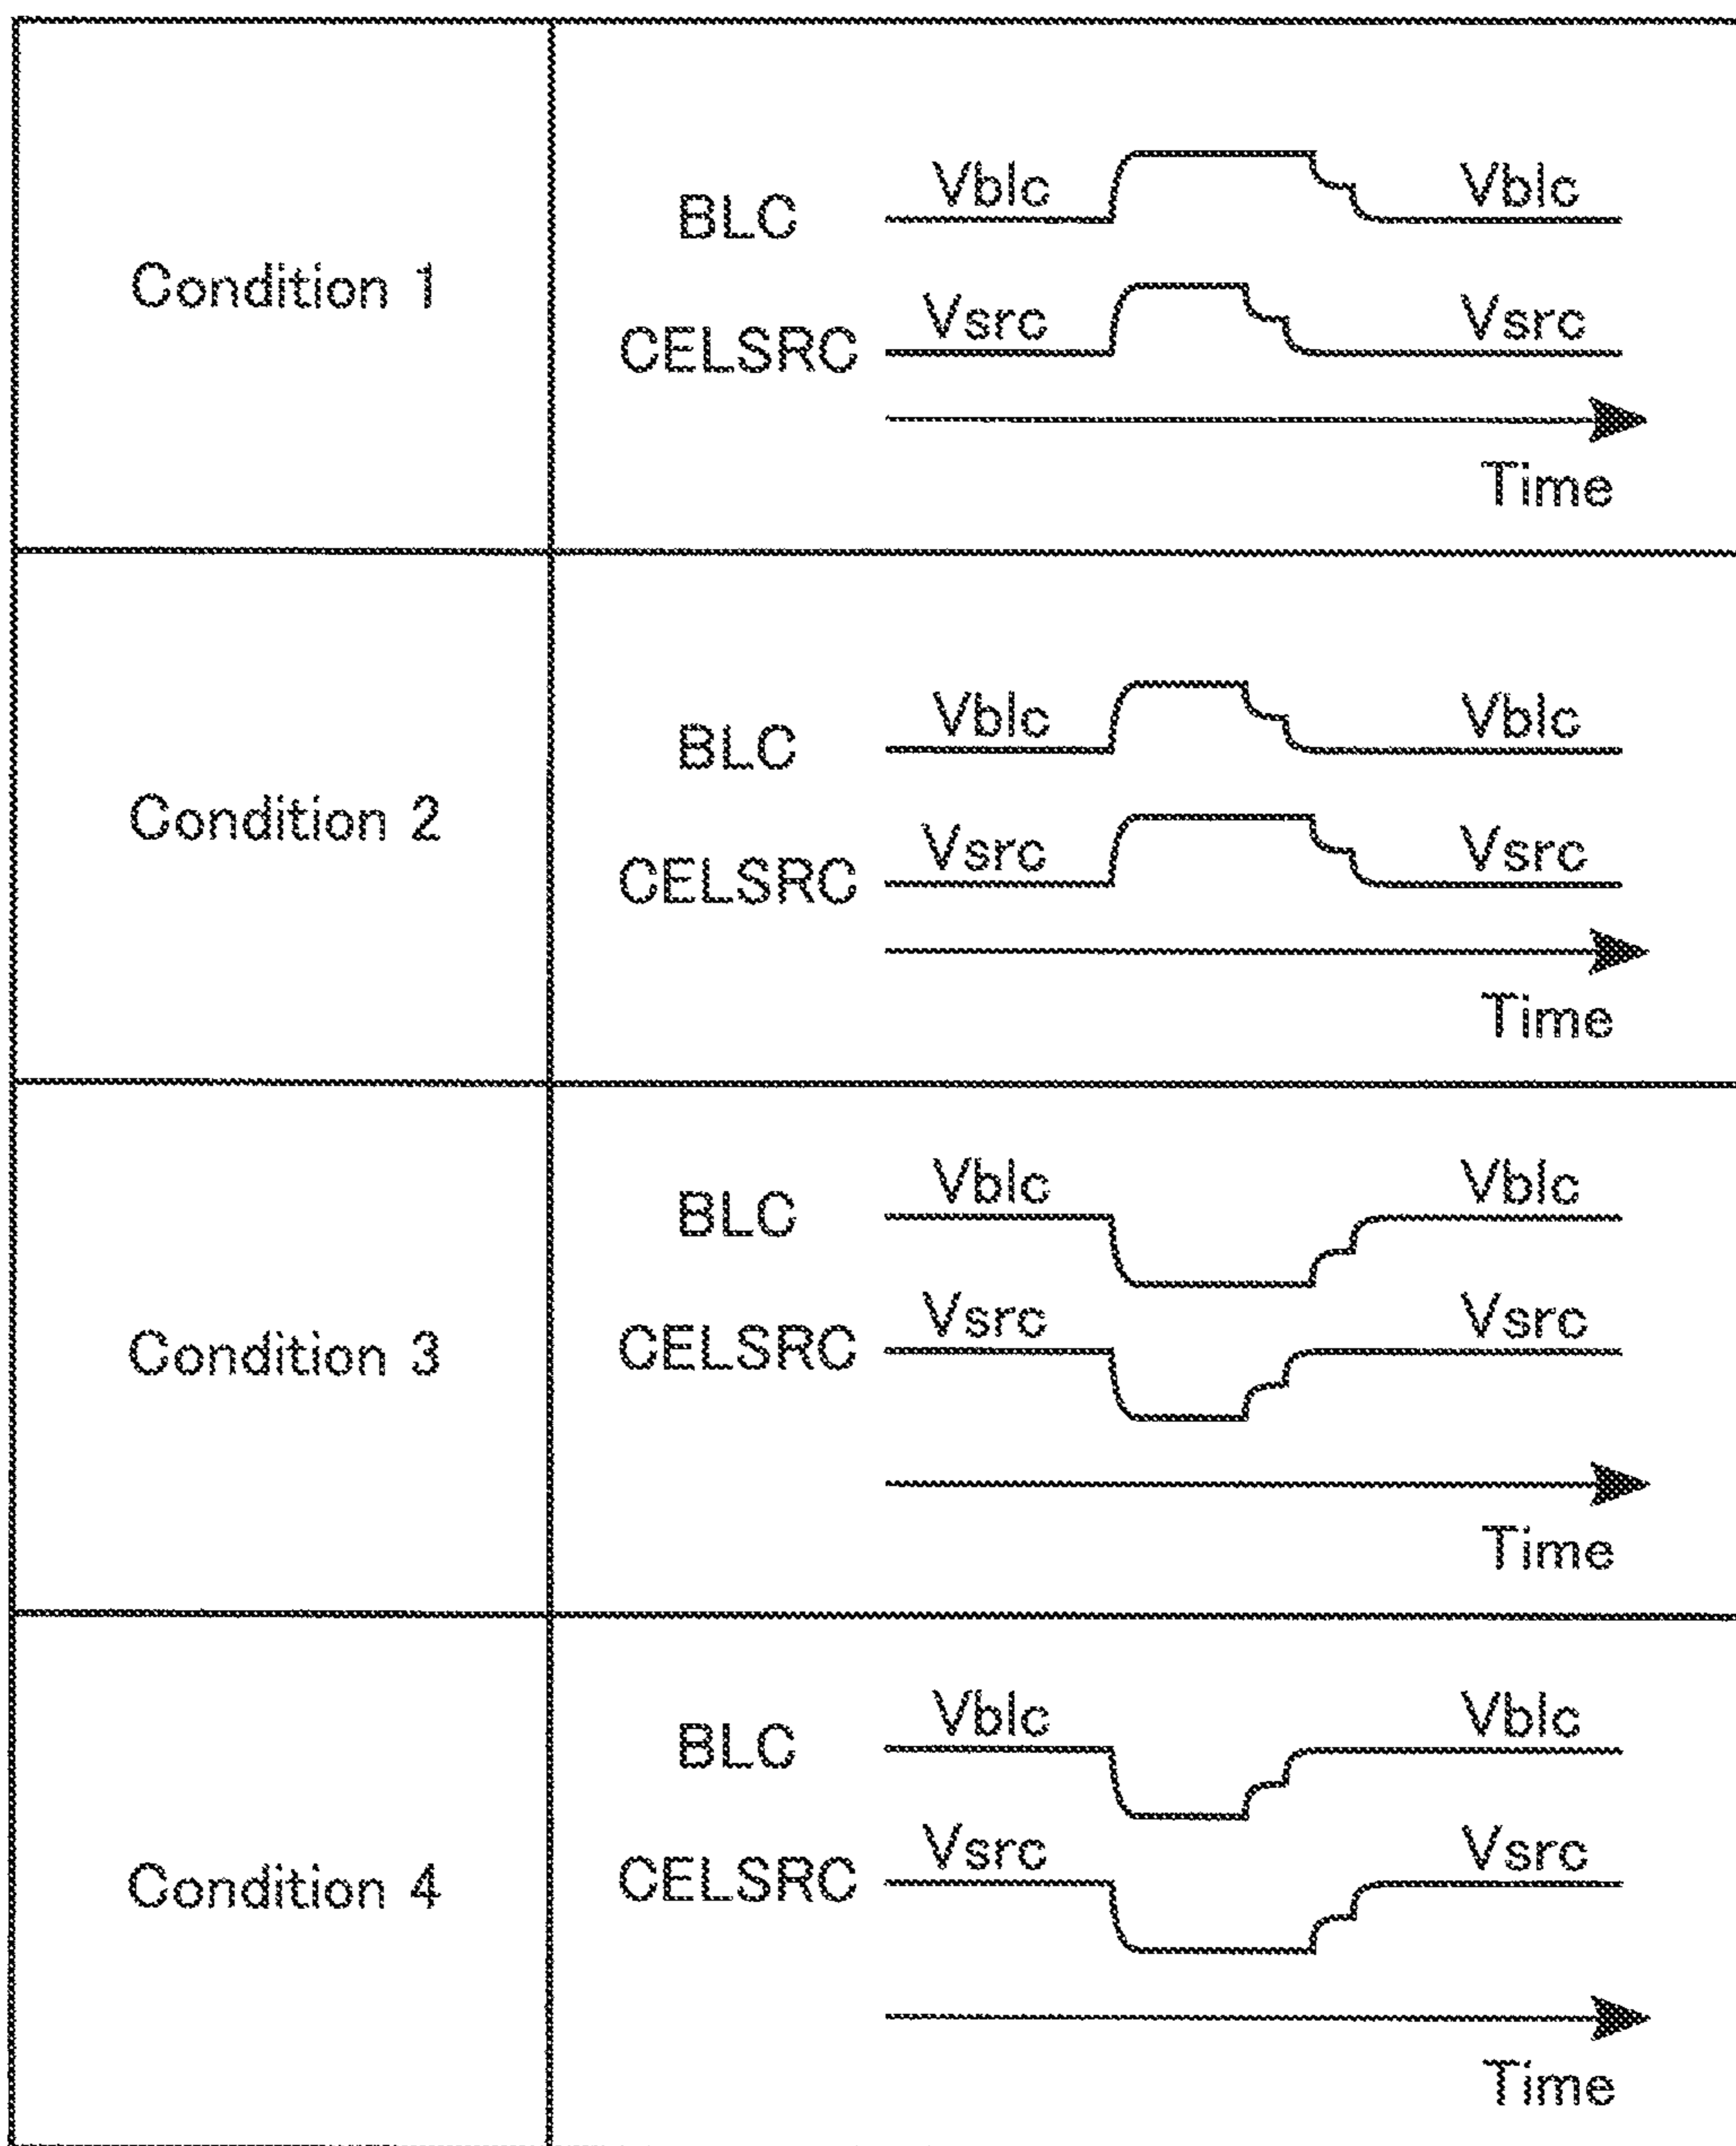 Condition 1
BLC Vblc Vblc
CELSRC Vsrc Vsrc
Time
Condition 2
BLC Vblc Vblc
CELSRC Vsrc Vsrc
Time
Condition 3
BLC Vblc Vblc
CELSRC Vsrc Vsrc
Time
Condition 4
BLC Vblc Vblc
CELSRC Vsrc Vsrc
Time